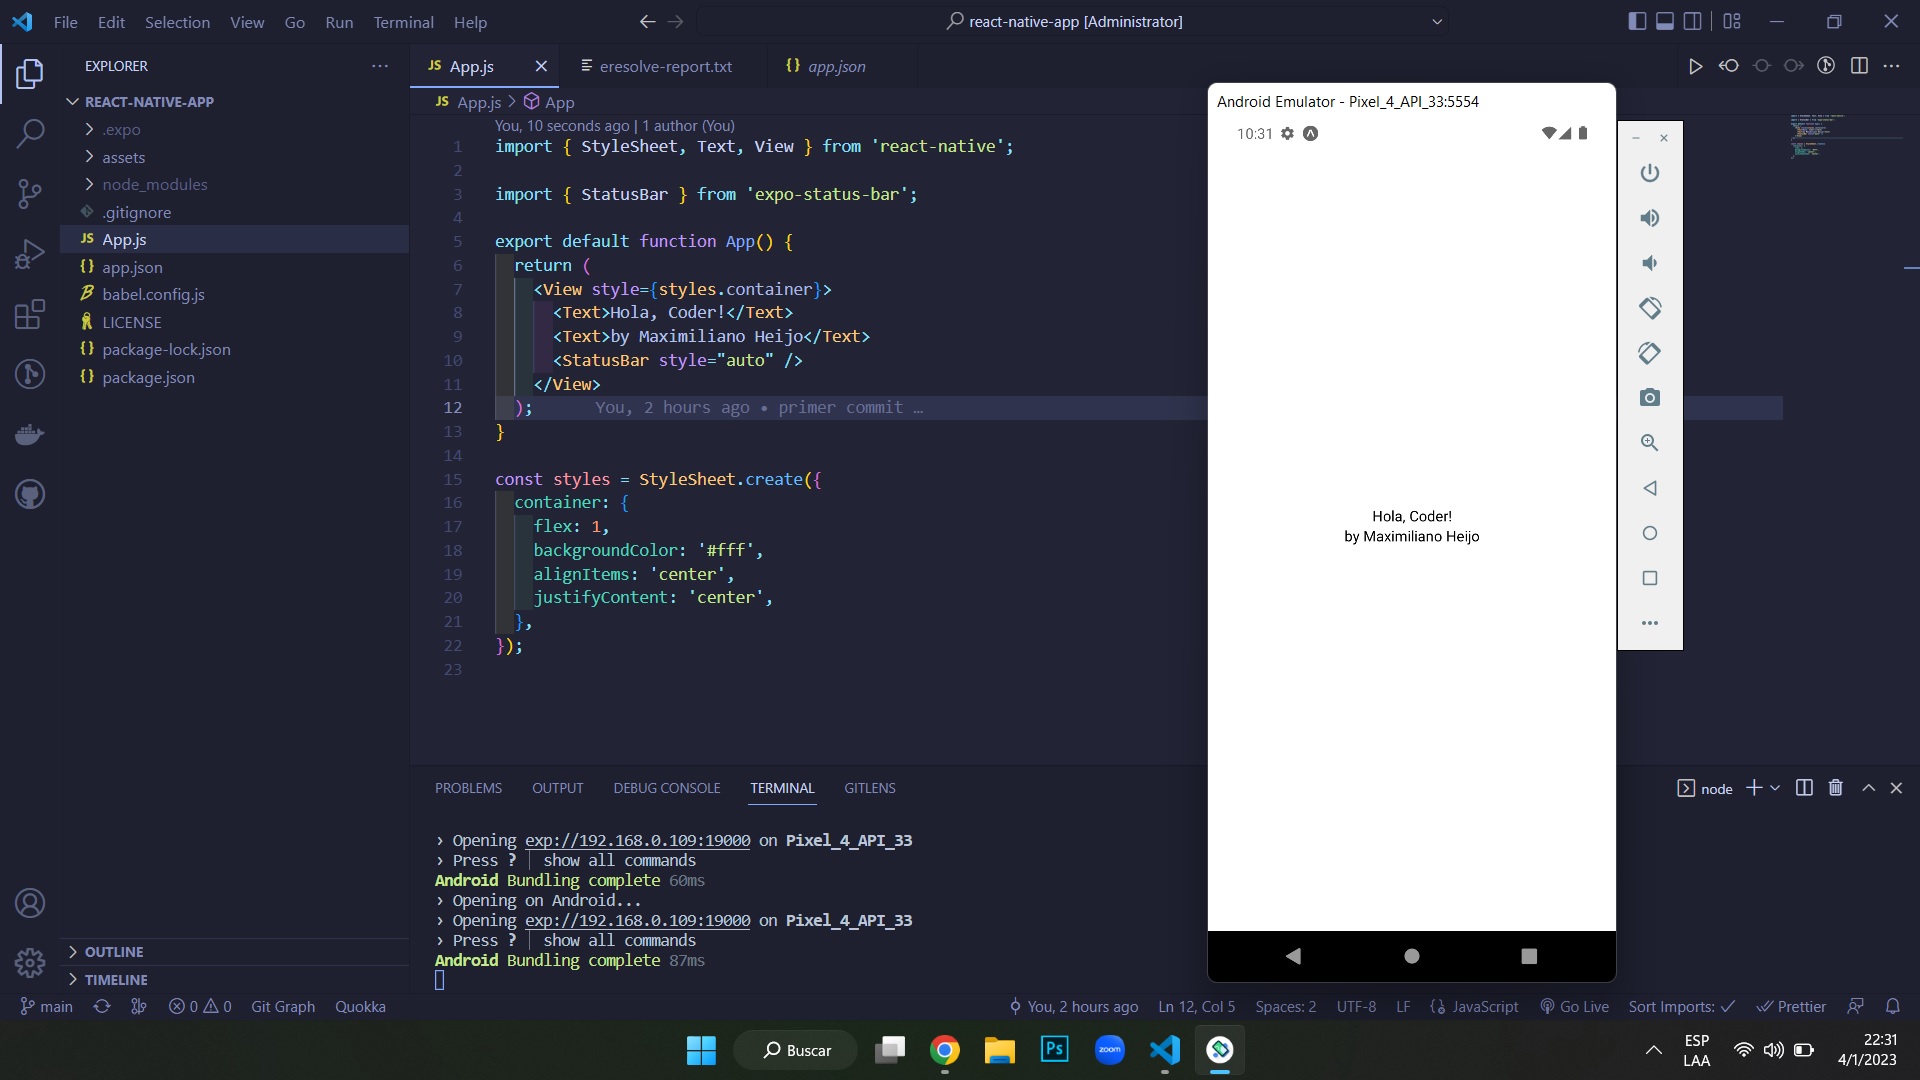 File Edit Selection View Go Run Terminal Help
react-native-app [Administrator]
EXPLORER
REACT-NATIVE-APP
.expo
assets
node_modules
.gitignore
JS App.js
{} app.json
babel.config.js
LICENSE
{} package-lock.json
{} package.json
OUTLINE
TIMELINE
JS App.js
eresolve-report.txt
{} app.json
JS App.js > App
You, 10 seconds ago | 1 author (You)
1 import { StyleSheet, Text, View } from 'react-native';
2
3 import { StatusBar } from 'expo-status-bar';
4
5 export default function App() {
6 return (
7 <View style={styles.container}>
8 <Text>Hola, Coder!</Text>
9 <Text>by Maximiliano Heijo</Text>
10 <StatusBar style="auto" />
11 </View>
12 ); You, 2 hours ago • primer commit …
13 }
14
15 const styles = StyleSheet.create({
16 container: {
17 flex: 1,
18 backgroundColor: '#fff',
19 alignItems: 'center',
20 justifyContent: 'center',
21 },
22 });
23
Android Emulator - Pixel_4_API_33:5554
10:31
Hola, Coder!
by Maximiliano Heijo
PROBLEMS OUTPUT DEBUG CONSOLE TERMINAL GITLENS
node
› Opening exp://192.168.0.109:19000 on Pixel_4_API_33
› Press ? │ show all commands
Android Bundling complete 60ms
› Opening on Android...
› Opening exp://192.168.0.109:19000 on Pixel_4_API_33
› Press ? │ show all commands
Android Bundling complete 87ms
main 0 0 Git Graph Quokka
You, 2 hours ago Ln 12, Col 5 Spaces: 2 UTF-8 LF {} JavaScript Go Live Sort Imports: ✓ Prettier
Buscar
Ps
zoom
ESP
LAA
22:31
4/1/2023